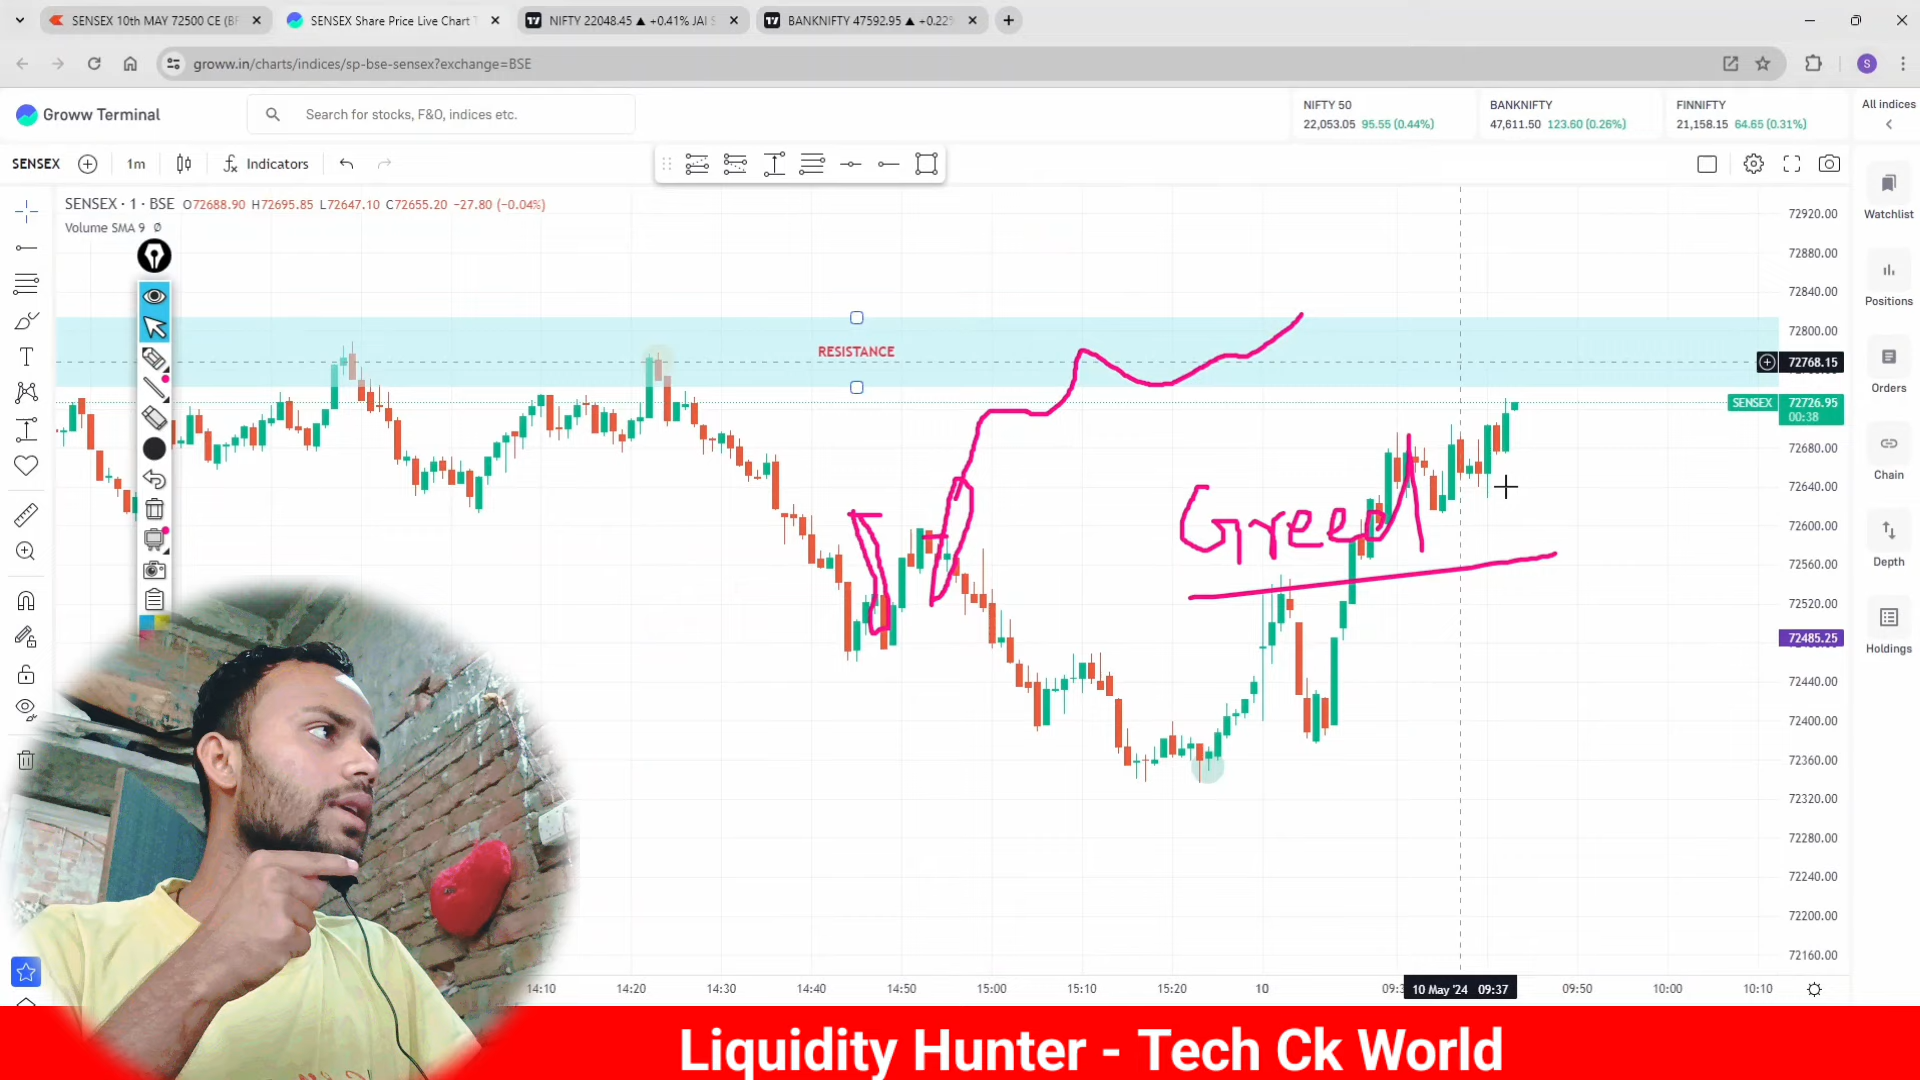 SENSEX 10th MAY 72500 CE (BF
SENSEX Share Price Live Chart T
NIFTY 22048.45 ▲ +0.41% JAI S
BANKNIFTY 47592.95 ▲ +0.22%
groww.in/charts/indices/sp-bse-sensex?exchange=BSE
S
Groww Terminal
Search for stocks, F&O, indices etc.
NIFTY 50
22,053.05 95.55 (0.44%)
BANKNIFTY
47,611.50 123.60 (0.26%)
FINNIFTY
21,158.15 64.65 (0.31%)
All indices
SENSEX
1m
Indicators
SENSEX · 1 · BSE O72688.90 H72695.85 L72647.10 C72655.20 −27.80 (−0.04%)
Volume SMA 9
RESISTANCE
Greed
72920.00
72880.00
72840.00
72800.00
72768.15
SENSEX 72726.95
00:38
72680.00
72640.00
72600.00
72560.00
72520.00
72485.25
72440.00
72400.00
72360.00
72320.00
72280.00
72240.00
72200.00
72160.00
Watchlist
Positions
Orders
Chain
Depth
Holdings
14:10 14:20 14:30 14:40 14:50 15:00 15:10 15:20 10 09:3 10 May '24 09:37 09:50 10:00 10:10
Liquidity Hunter - Tech Ck World